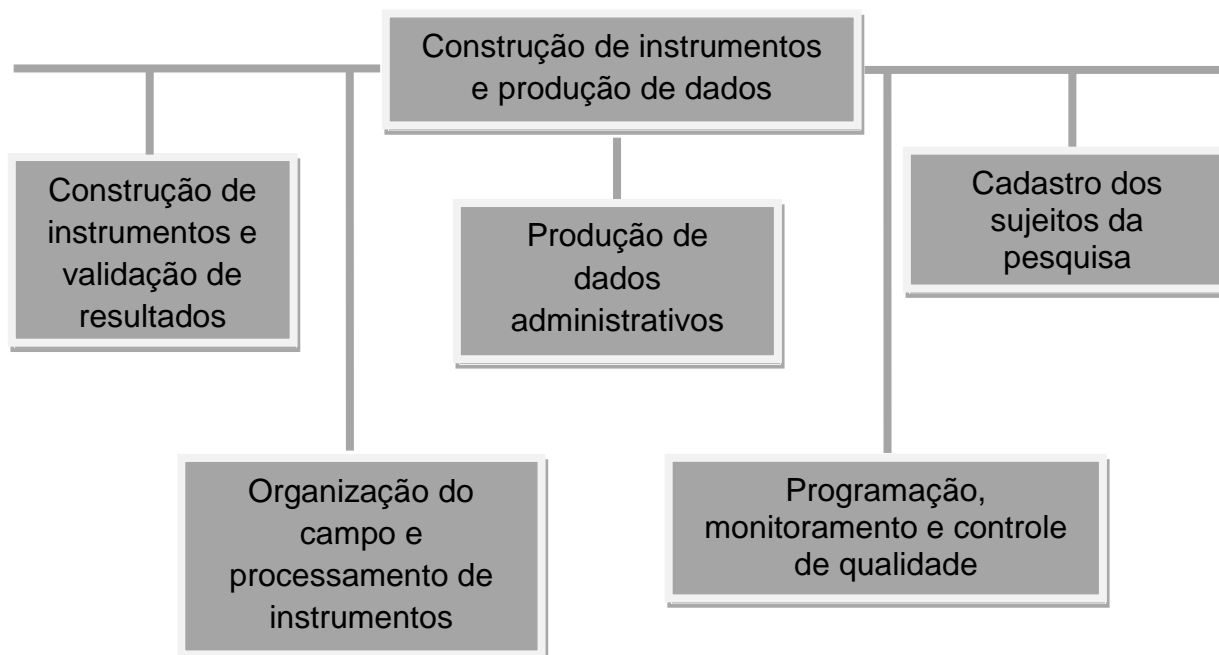 Construção de instrumentos
e produção de dados
Construção de
instrumentos e
validação de
resultados
Produção de
dados
administrativos
Cadastro dos
sujeitos da
pesquisa
Organização do
campo e
processamento de
instrumentos
Programação,
monitoramento e controle
de qualidade